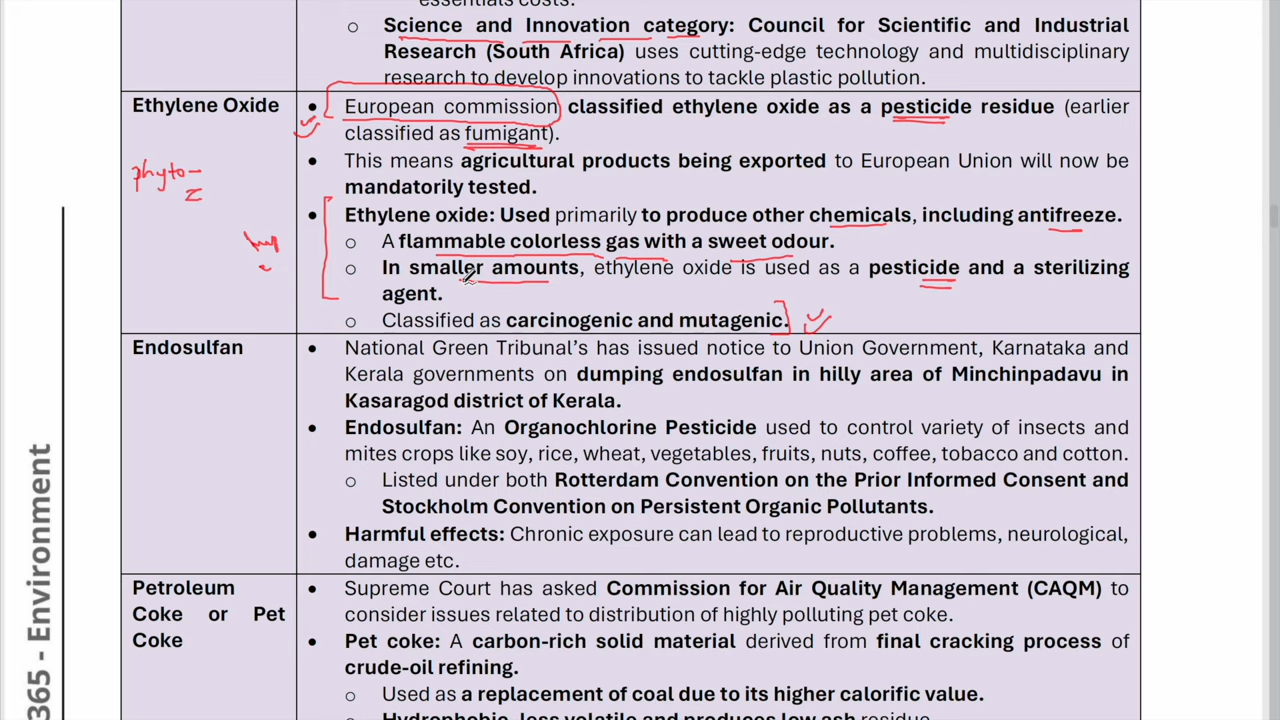 essentials costs.
o Science and Innovation category: Council for Scientific and Industrial
Research (South Africa) uses cutting-edge technology and multidisciplinary
research to develop innovations to tackle plastic pollution.
Ethylene Oxide
• European commission classified ethylene oxide as a pesticide residue (earlier
classified as fumigant).
• This means agricultural products being exported to European Union will now be
mandatorily tested.
• Ethylene oxide: Used primarily to produce other chemicals, including antifreeze.
o A flammable colorless gas with a sweet odour.
o In smaller amounts, ethylene oxide is used as a pesticide and a sterilizing
agent.
o Classified as carcinogenic and mutagenic.
phyto-
Endosulfan
• National Green Tribunal's has issued notice to Union Government, Karnataka and
Kerala governments on dumping endosulfan in hilly area of Minchinpadavu in
Kasaragod district of Kerala.
• Endosulfan: An Organochlorine Pesticide used to control variety of insects and
mites crops like soy, rice, wheat, vegetables, fruits, nuts, coffee, tobacco and cotton.
o Listed under both Rotterdam Convention on the Prior Informed Consent and
Stockholm Convention on Persistent Organic Pollutants.
• Harmful effects: Chronic exposure can lead to reproductive problems, neurological,
damage etc.
Petroleum
Coke or Pet
Coke
• Supreme Court has asked Commission for Air Quality Management (CAQM) to
consider issues related to distribution of highly polluting pet coke.
• Pet coke: A carbon-rich solid material derived from final cracking process of
crude-oil refining.
o Used as a replacement of coal due to its higher calorific value.
o Hydrophobic, less volatile and produces low ash residue.
365 - Environment